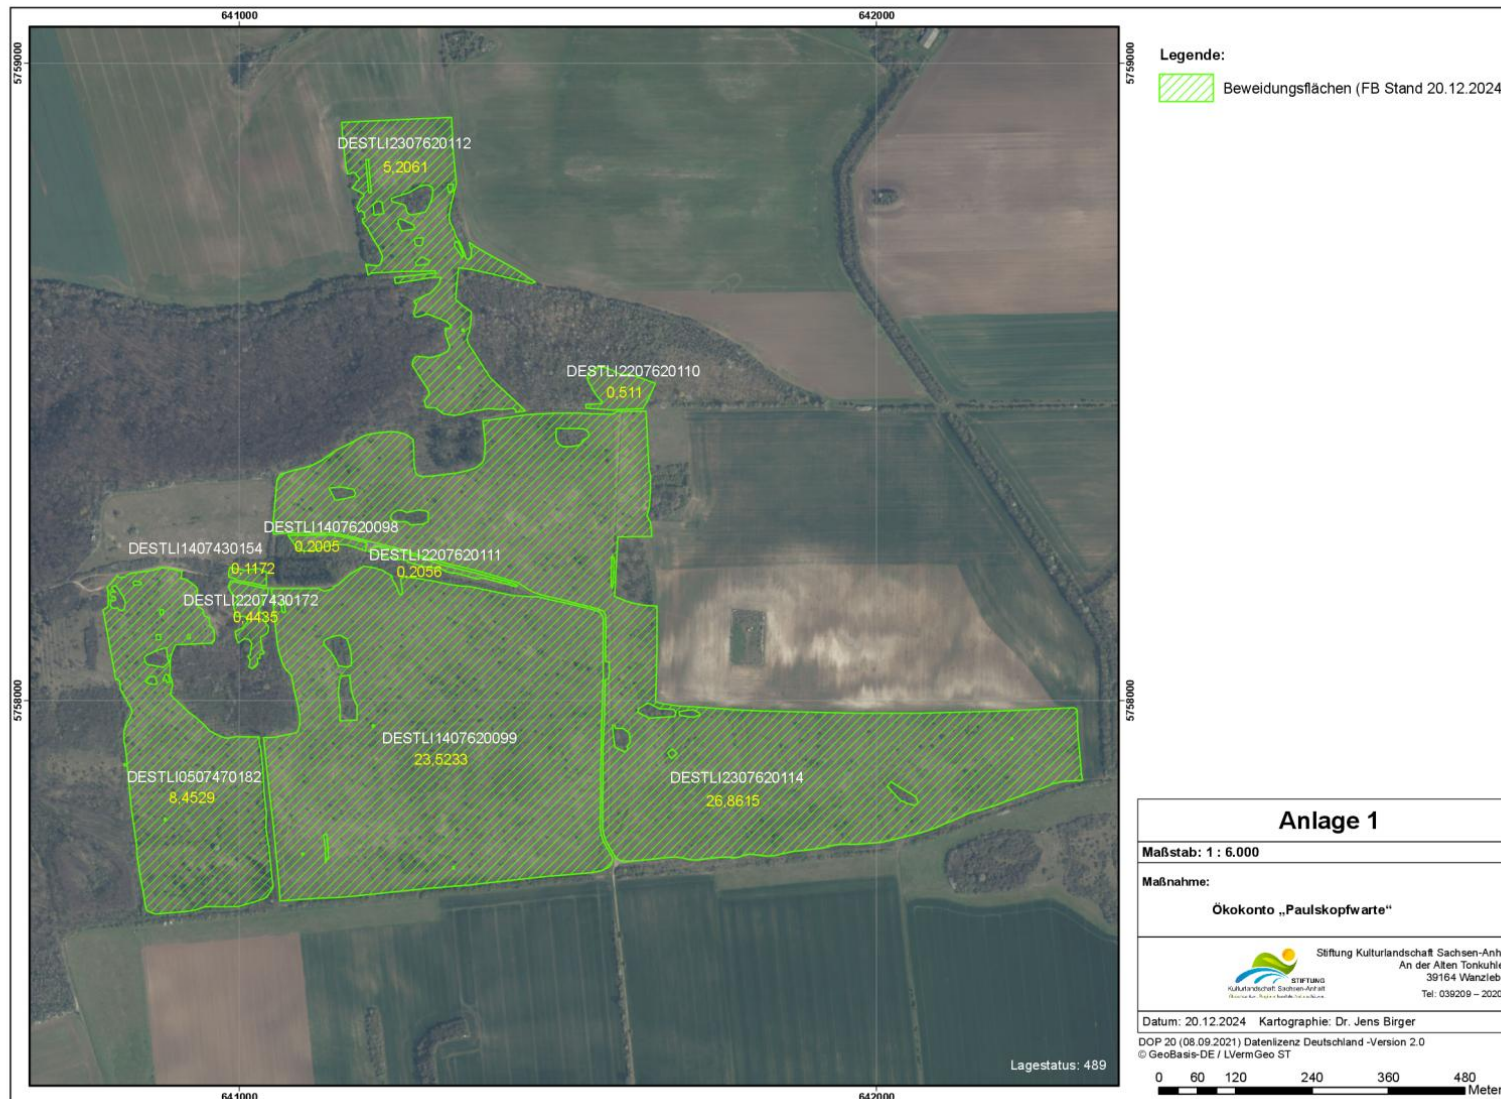 641000
642000
5759000
5759000
Legende:
Beweidungsflächen (FB Stand 20.12.2024
DESTLI2307620112
5,2061
DESTLI2207620110
0,511
DESTLI1407620098
0,2005
DESTLI2207620111
0,2056
DESTLI1407430154
0,1172
DESTLI2207430172
0,4435
5758000
5758000
DESTLI1407620099
23,5233
DESTLI0507470182
8,4529
DESTLI2307620114
26,8615
Anlage 1
Maßstab: 1 : 6.000
Maßnahme:
Ökokonto „Paulskopfwarte“
Stiftung Kulturlandschaft Sachsen-Anh
An der Alten Tonkuhle
39164 Wanzleb
Tel: 039209 – 2020
STIFTUNG
Kulturlandschaft Sachsen-Anhalt
Datum: 20.12.2024 Kartographie: Dr. Jens Birger
DOP 20 (08.09.2021) Datenlizenz Deutschland -Version 2.0
© GeoBasis-DE / LVermGeo ST
Lagestatus: 489
0 60 120 240 360 480
Meter
641000
642000